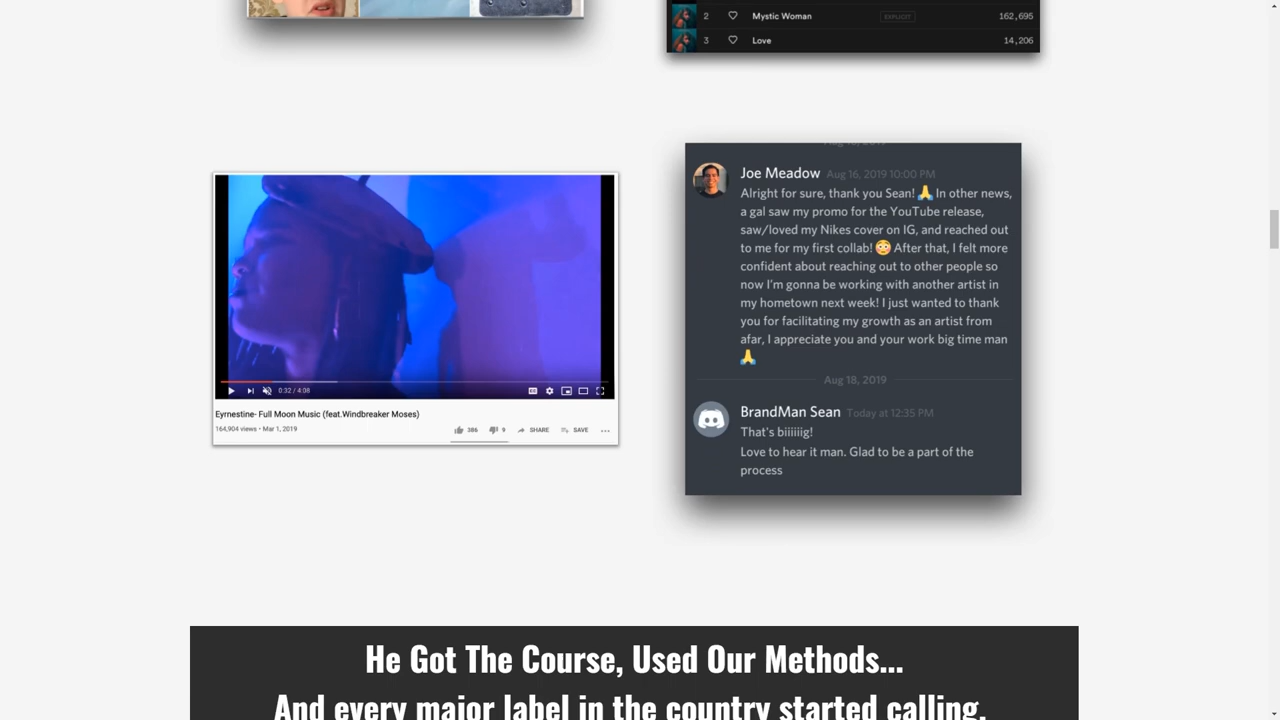 2 Mystic Woman EXPLICIT 162,695
3 Love 14,206
Joe Meadow Aug 16, 2019 10:00 PM
Alright for sure, thank you Sean! 🙏 In other news,
a gal saw my promo for the YouTube release,
saw/loved my Nikes cover on IG, and reached out
to me for my first collab! 😳 After that, I felt more
confident about reaching out to other people so
now I'm gonna be working with another artist in
my hometown next week! I just wanted to thank
you for facilitating my growth as an artist from
afar, I appreciate you and your work big time man
🙏
Aug 18, 2019
BrandMan Sean Today at 12:35 PM
That's biiiiiig!
Love to hear it man. Glad to be a part of the
process
0:32 / 4:08
Eyrnestine- Full Moon Music (feat.Windbreaker Moses)
164,904 views • Mar 1, 2019 386 9 SHARE SAVE
He Got The Course, Used Our Methods...
And every major label in the country started calling.